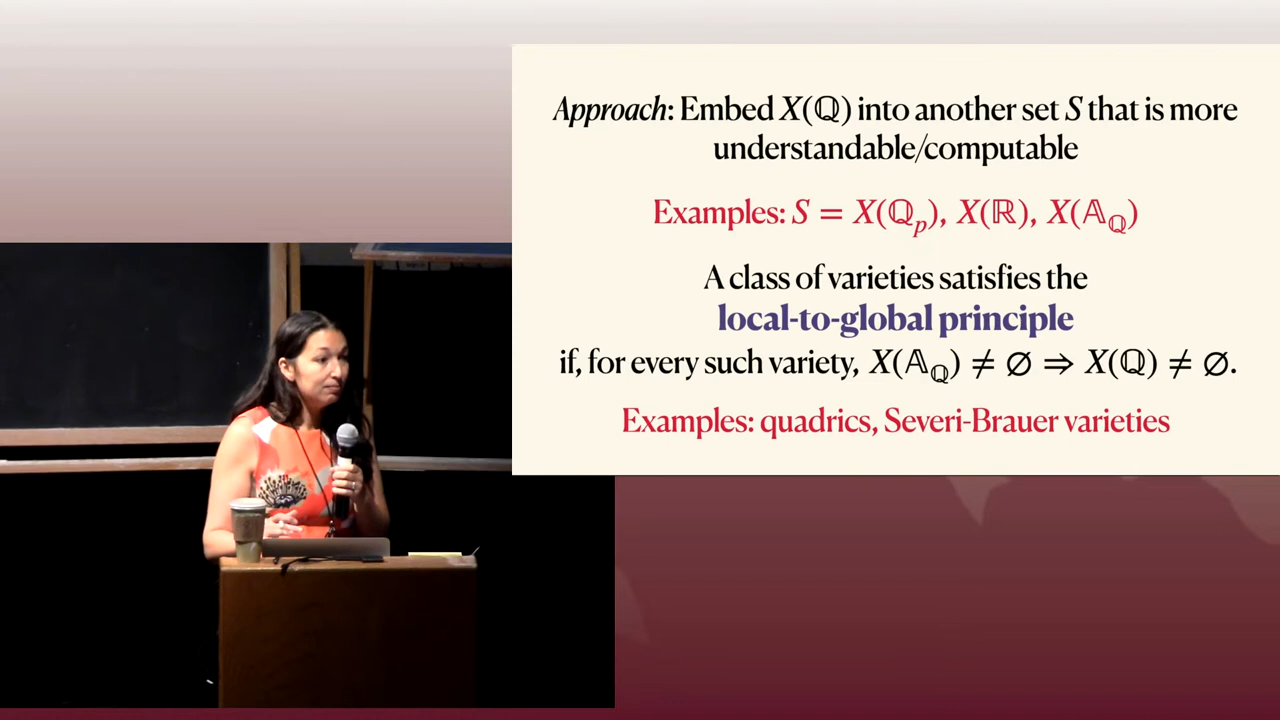 Approach: Embed X(ℚ) into another set S that is more
understandable/computable
Examples: S = X(ℚ_p), X(ℝ), X(𝔸_ℚ)
A class of varieties satisfies the
local-to-global principle
if, for every such variety, X(𝔸_ℚ) ≠ ∅ ⇒ X(ℚ) ≠ ∅.
Examples: quadrics, Severi-Brauer varieties